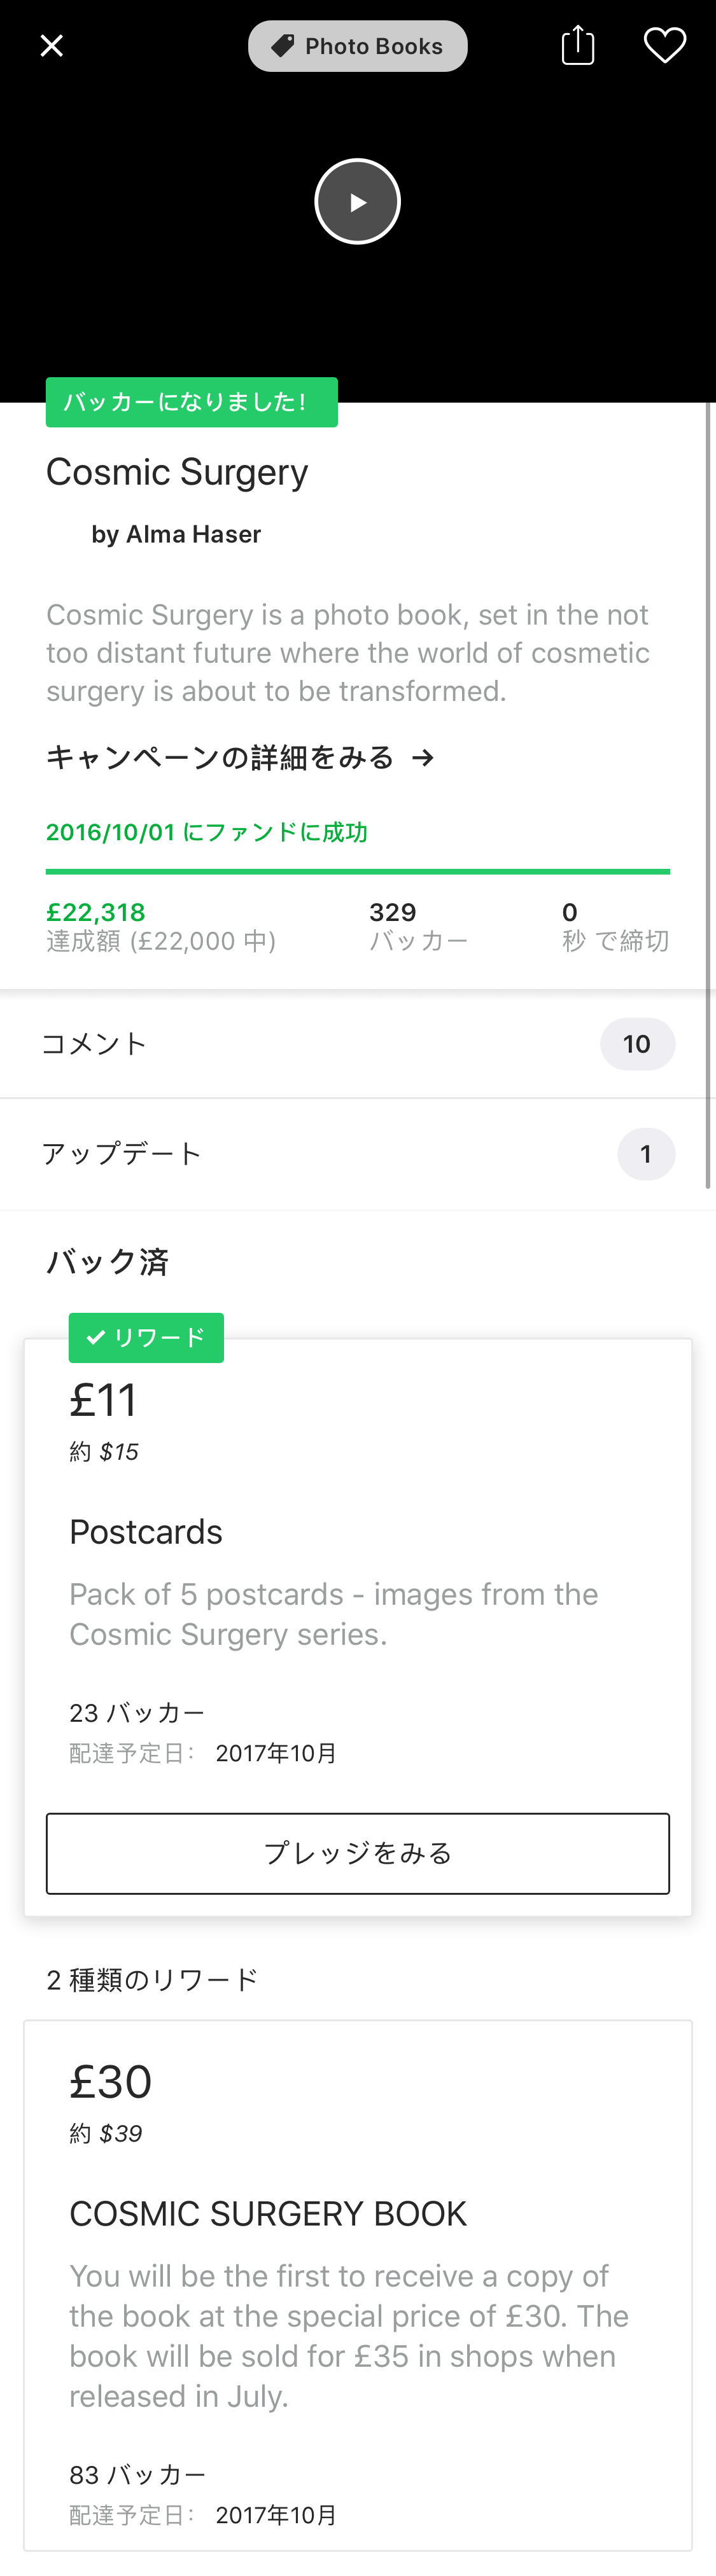 Photo Books
バッカーになりました!
Cosmic Surgery
by Alma Haser
Cosmic Surgery is a photo book, set in the not
too distant future where the world of cosmetic
surgery is about to be transformed.
キャンペーンの詳細をみる →
2016/10/01 にファンドに成功
£22,318
達成額 (£22,000 中)
329
バッカー
0
秒 で締切
コメント
10
アップデート
1
バック済
リワード
£11
約 $15
Postcards
Pack of 5 postcards - images from the
Cosmic Surgery series.
23 バッカー
配達予定日: 2017年10月
プレッジをみる
2 種類のリワード
£30
約 $39
COSMIC SURGERY BOOK
You will be the first to receive a copy of
the book at the special price of £30. The
book will be sold for £35 in shops when
released in July.
83 バッカー
配達予定日: 2017年10月